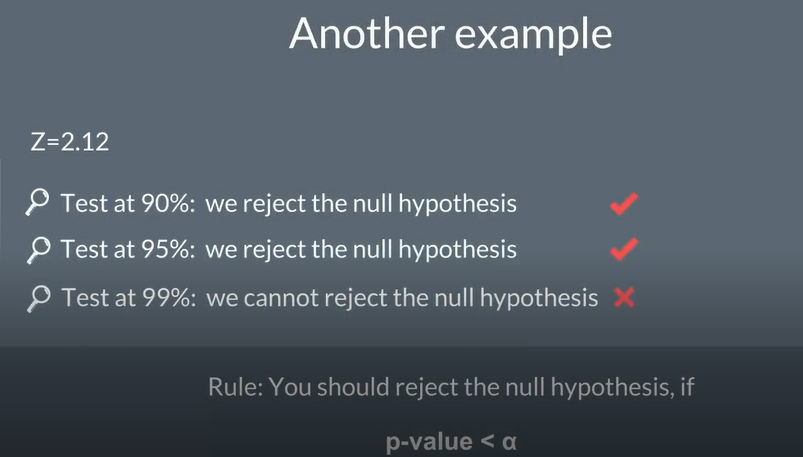 Another example
Z=2.12
Test at 90%: we reject the null hypothesis
Test at 95%: we reject the null hypothesis
Test at 99%: we cannot reject the null hypothesis
Rule: You should reject the null hypothesis, if
p-value < α